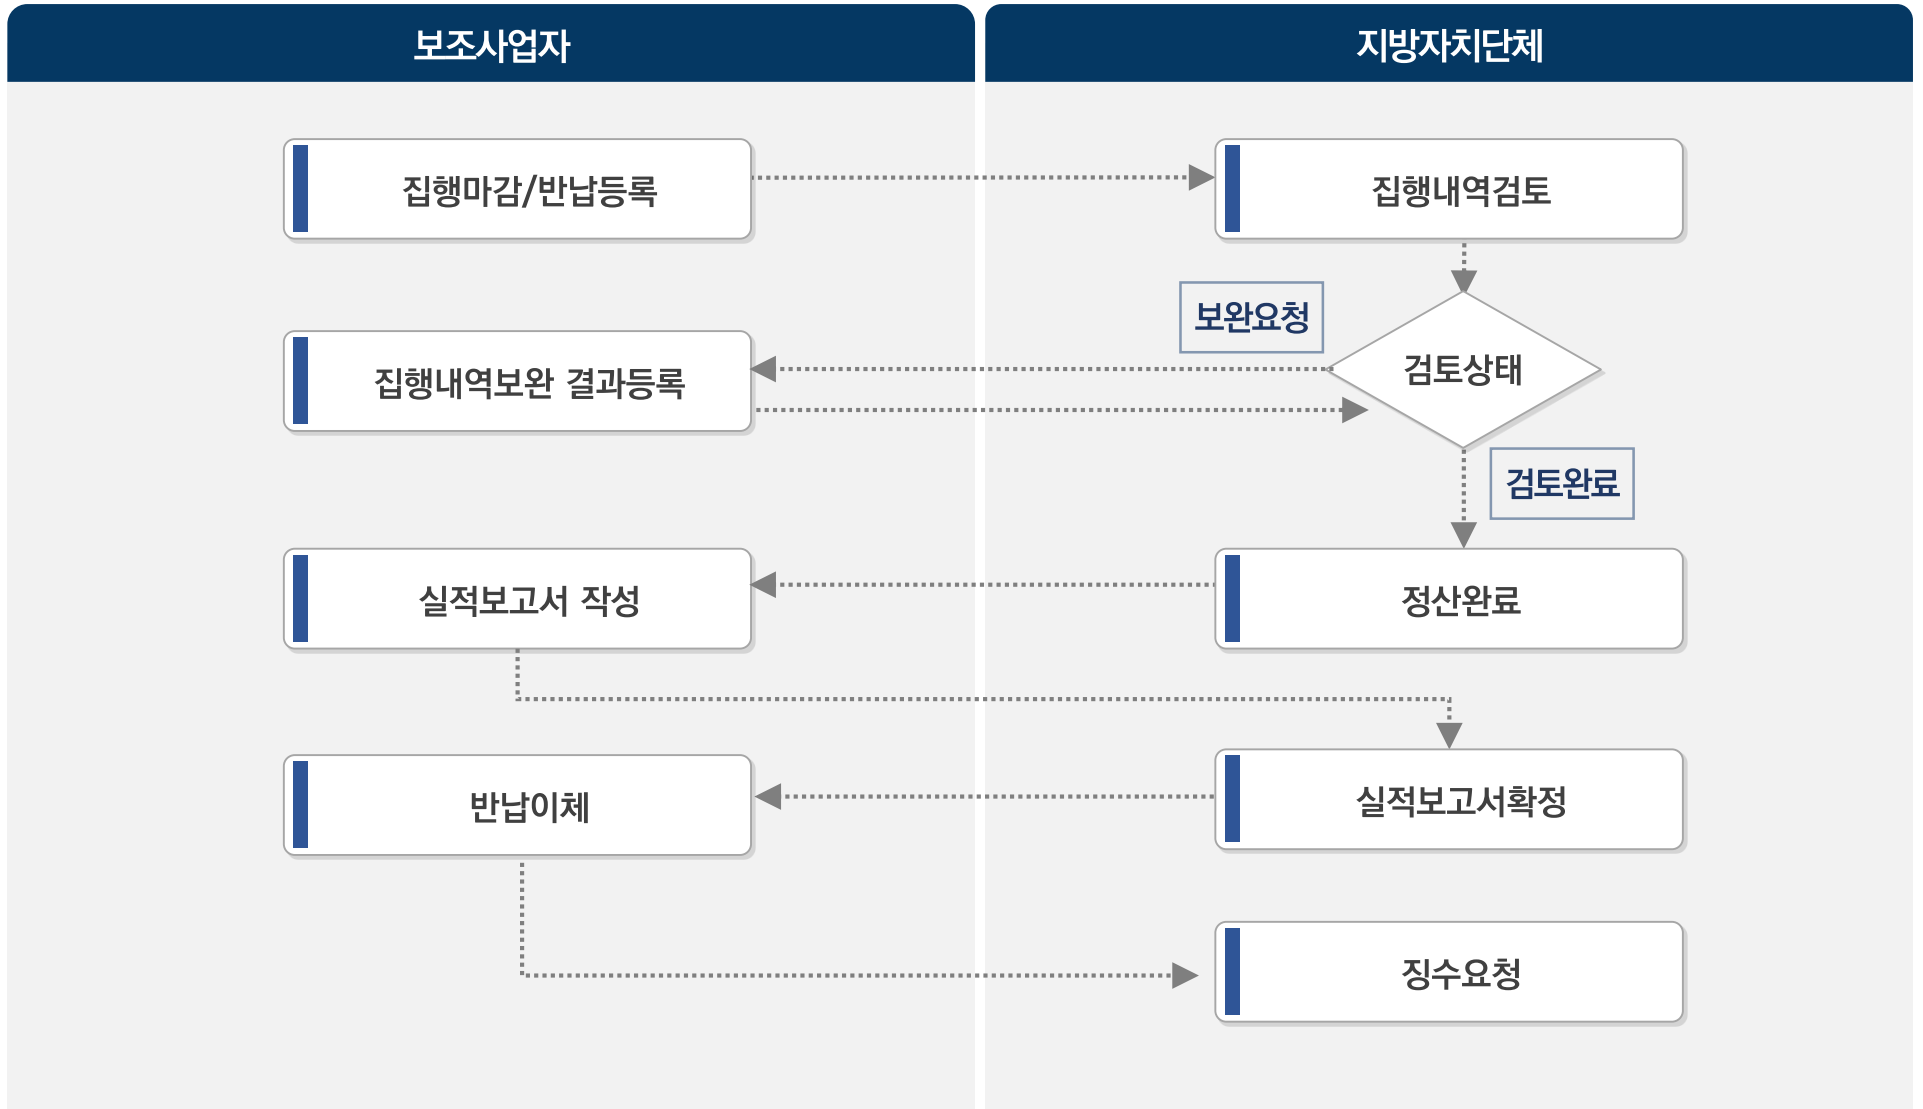 보조사업자
지방자치단체
집행마감/반납등록
집행내역검토
보완요청
집행내역보완 결과등록
검토상태
검토완료
실적보고서 작성
정산완료
반납이체
실적보고서확정
징수요청